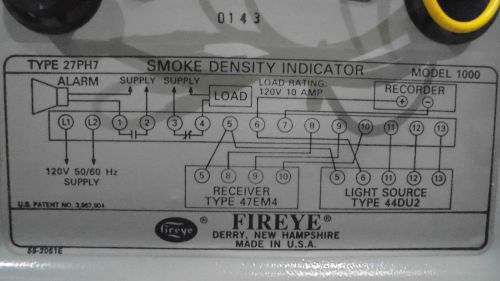 0143
TYPE 27PH7 SMOKE DENSITY INDICATOR MODEL 1000
ALARM SUPPLY SUPPLY LOAD LOAD RATING: 120V 10 AMP RECORDER
+ −
L1 L2 1 2 3 4 5 6 7 8 9 10 11 12 13
120V 50/60 Hz
SUPPLY
5 8 9 10 5 6 11 12 13
RECEIVER
TYPE 47EM4
LIGHT SOURCE
TYPE 44DU2
U.S. PATENT NO. 3,967,904
fireye ® FIREYE ®
DERRY, NEW HAMPSHIRE
MADE IN U.S.A.
59-2061E